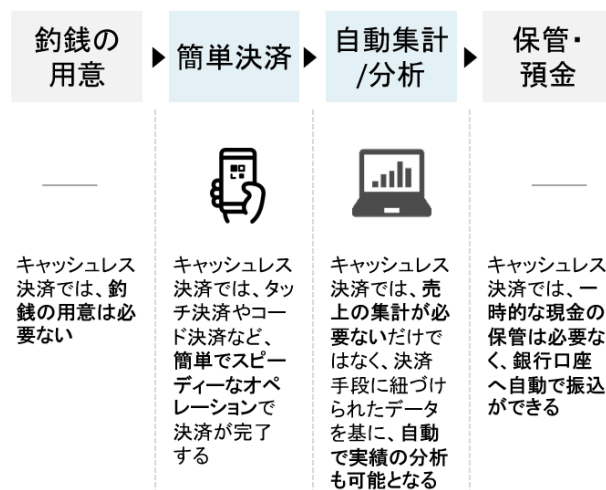 釣銭の
用意
簡単決済
自動集計
/分析
保管・
預金
キャッシュレス
決済では、釣
銭の用意は必
要ない
キャッシュレス
決済では、タッ
チ決済やコー
ド決済など、
簡単でスピー
ディーなオペ
レーションで
決済が完了
する
キャッシュレス
決済では、売
上の集計が必
要ないだけで
はなく、決済
手段に紐づけ
られたデータ
を基に、自動
で実績の分析
も可能となる
キャッシュレス
決済では、一
時的な現金の
保管は必要な
く、銀行口座
へ自動で振込
ができる